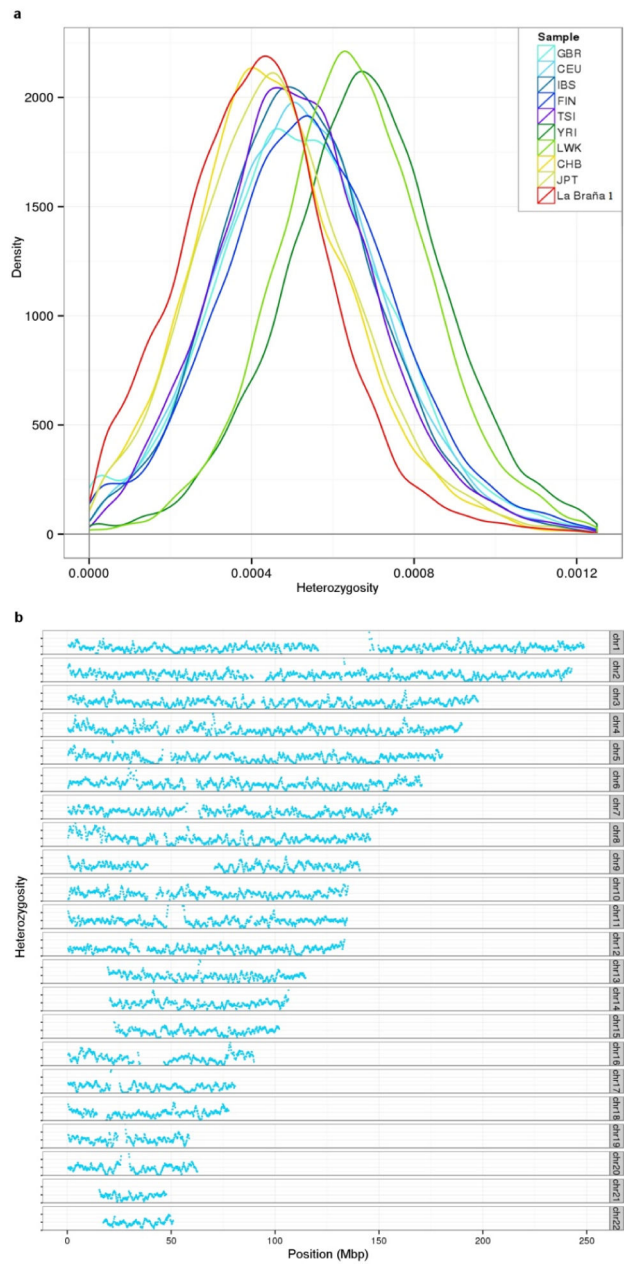 a
Sample
GBR
CEU
IBS
FIN
TSI
YRI
LWK
CHB
JPT
La Braña 1
2000
1500
1000
500
0
Density
0.0000 0.0004 0.0008 0.0012
Heterozygosity
b
chr1
chr2
chr3
chr4
chr5
chr6
chr7
chr8
chr9
chr10
chr11
chr12
chr13
chr14
chr15
chr16
chr17
chr18
chr19
chr20
chr21
chr22
Heterozygosity
0 50 100 150 200 250
Position (Mbp)